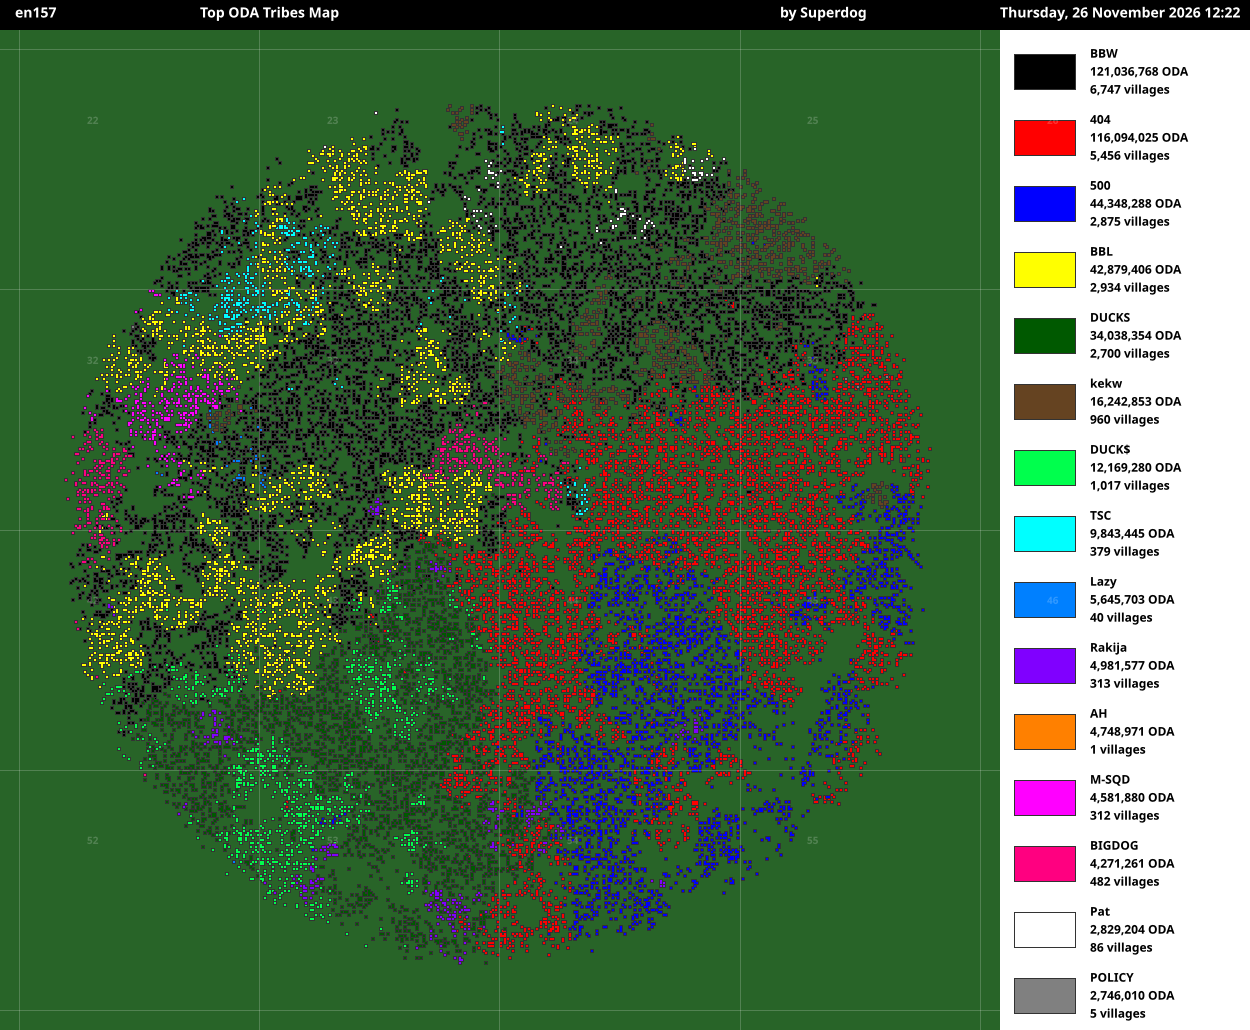 en157 Top ODA Tribes Map by Superdog Thursday, 26 November 2026 12:22
BBW
121,036,768 ODA
6,747 villages
404
116,094,025 ODA
5,456 villages
500
44,348,288 ODA
2,875 villages
BBL
42,879,406 ODA
2,934 villages
DUCKS
34,038,354 ODA
2,700 villages
kekw
16,242,853 ODA
960 villages
DUCK$
12,169,280 ODA
1,017 villages
TSC
9,843,445 ODA
379 villages
Lazy
5,645,703 ODA
40 villages
Rakija
4,981,577 ODA
313 villages
AH
4,748,971 ODA
1 villages
M-SQD
4,581,880 ODA
312 villages
BIGDOG
4,271,261 ODA
482 villages
Pat
2,829,204 ODA
86 villages
POLICY
2,746,010 ODA
5 villages
22 23 25
32
46
52 53 55